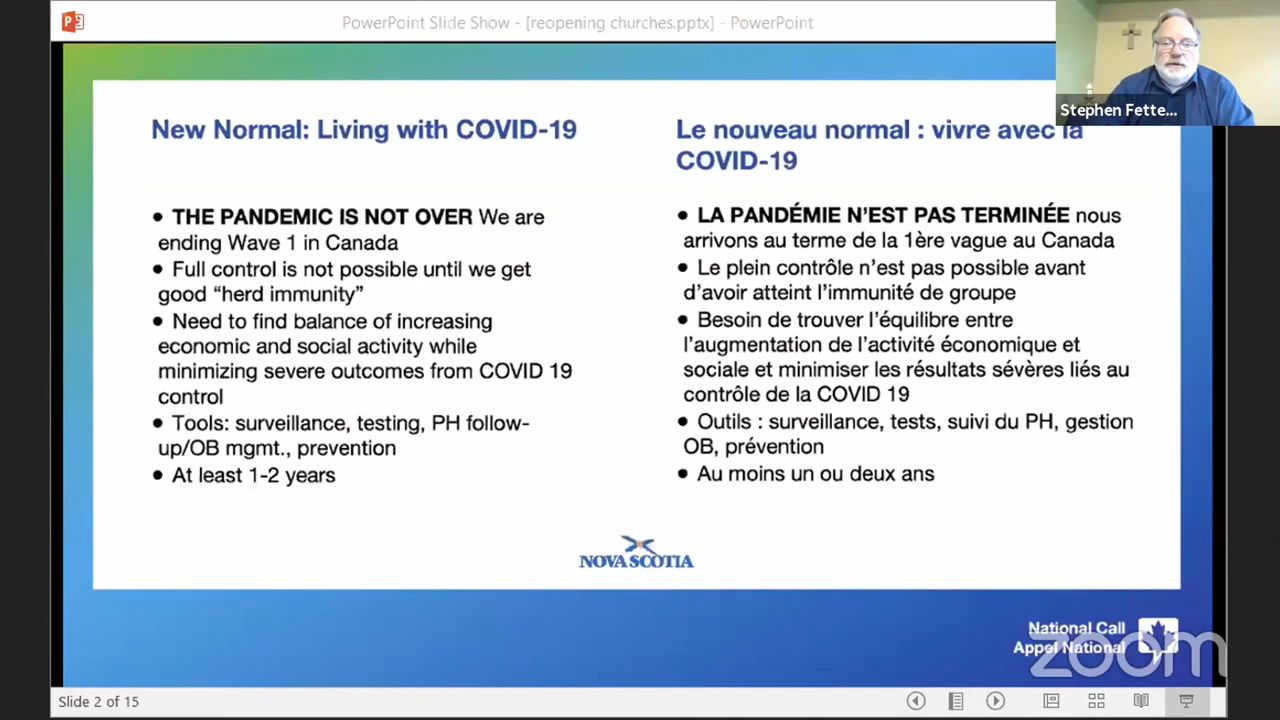 PowerPoint Slide Show - [reopening churches.pptx] - PowerPoint
Stephen Fette...
New Normal: Living with COVID-19
• THE PANDEMIC IS NOT OVER We are
ending Wave 1 in Canada
• Full control is not possible until we get
good “herd immunity”
• Need to find balance of increasing
economic and social activity while
minimizing severe outcomes from COVID 19
control
• Tools: surveillance, testing, PH follow-
up/OB mgmt., prevention
• At least 1-2 years
Le nouveau normal : vivre avec la
COVID-19
• LA PANDÉMIE N’EST PAS TERMINÉE nous
arrivons au terme de la 1ère vague au Canada
• Le plein contrôle n’est pas possible avant
d’avoir atteint l’immunité de groupe
• Besoin de trouver l’équilibre entre
l’augmentation de l’activité économique et
sociale et minimiser les résultats sévères liés au
contrôle de la COVID 19
• Outils : surveillance, tests, suivi du PH, gestion
OB, prévention
• Au moins un ou deux ans
NOVA SCOTIA
National Call
Appel National
zoom
Slide 2 of 15